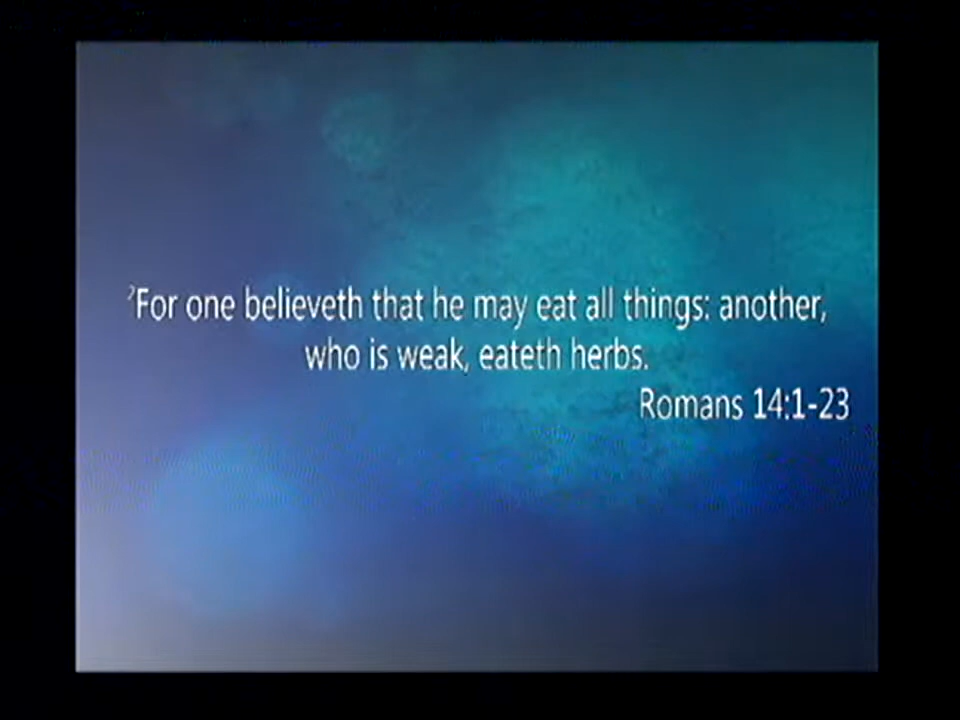 ²For one believeth that he may eat all things: another,
who is weak, eateth herbs.
Romans 14:1-23